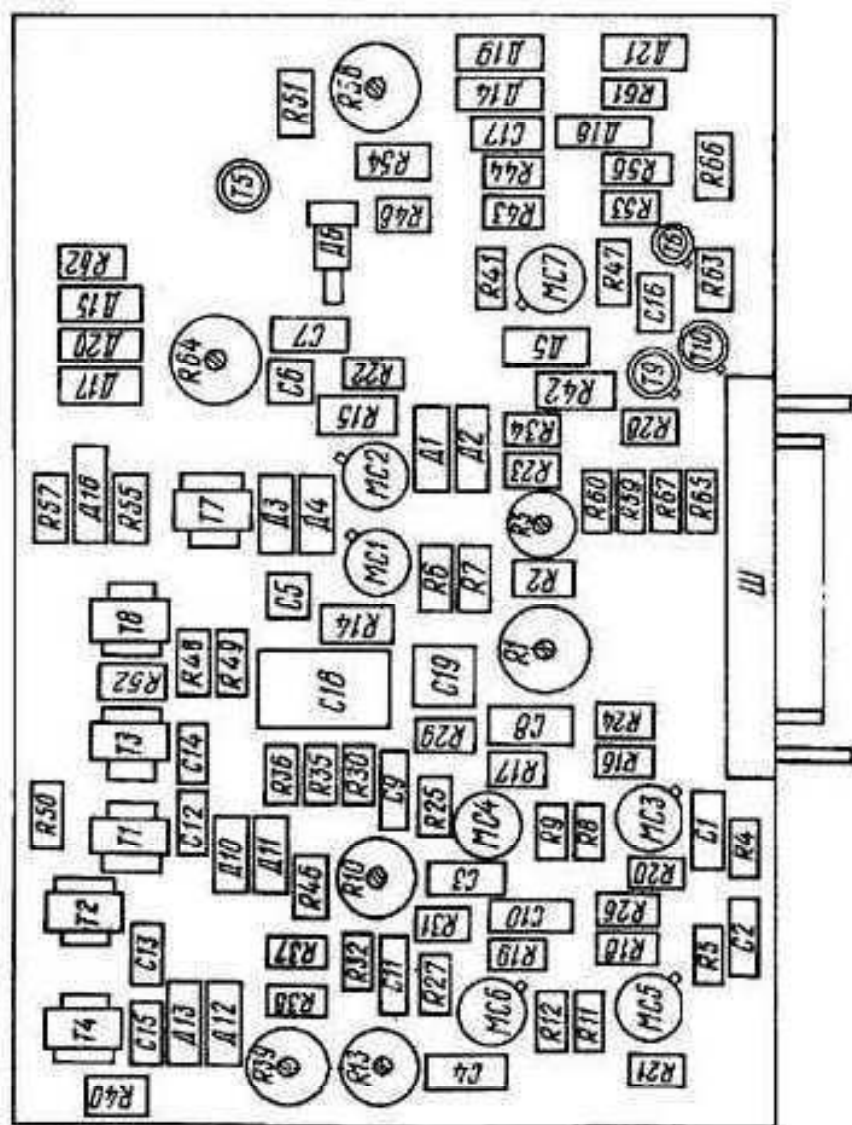 R51
R58
Д19
Д21
Д14
R61
C17
Д18
R54
R44
R56
R66
T5
R48
R43
R53
Д6
T6
R62
R41
MC7
R47
R63
Д15
C16
C7
R64
Д20
Д5
T10
C6
R22
T9
Д17
R42
R15
R34
R28
Д1
Д2
MC2
R23
R57
Д16
R55
T7
Д3
Д4
R3
R60
R59
R67
R65
MC1
R6
R7
R2
C5
Ш
T8
R14
R1
R48
R49
R52
C18
C19
C8
R24
T3
R29
C14
R36
R35
R30
C9
R17
R16
R50
T1
C12
R25
MC4
R9
R8
MC3
C1
R4
Д10
Д11
R46
R10
C3
R20
T2
R31
C10
R26
C13
R37
R32
C11
R19
R18
R5
C2
R27
T4
C15
Д13
Д12
R38
MC6
R12
R11
MC5
R39
R13
C4
R21
R40